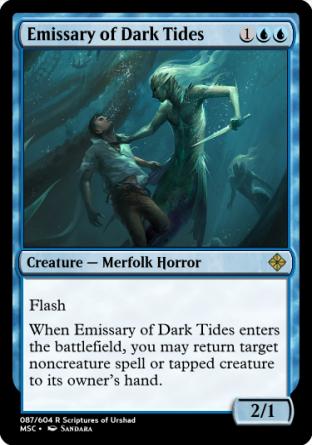 Emissary of Dark Tides 1
Creature — Merfolk Horror
Flash
When Emissary of Dark Tides enters
the battlefield, you may return target
noncreature spell or tapped creature
to its owner's hand.
087/604 R Scriptures of Urshad
MSC • Sandara
2/1